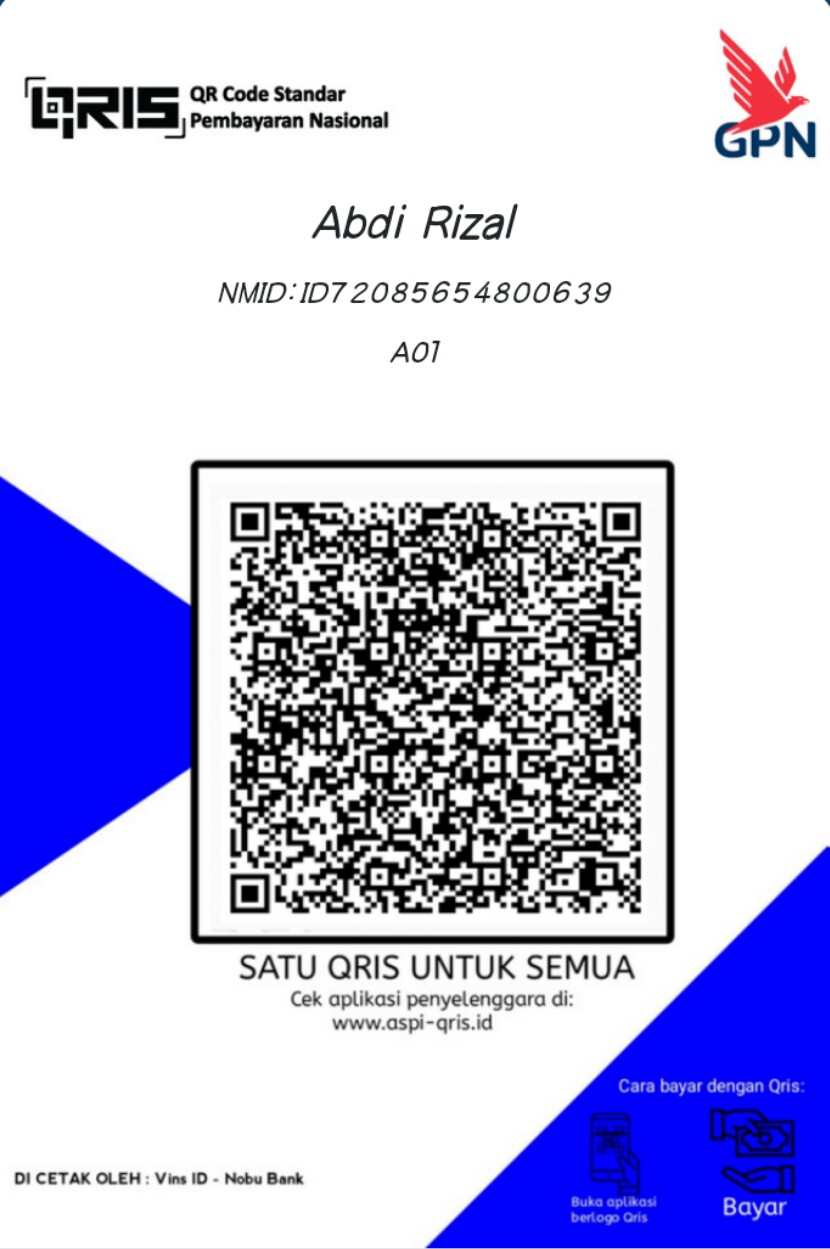 QRIS QR Code Standar
Pembayaran Nasional
GPN
Abdi Rizal
NMID:ID72085654800639
A01
SATU QRIS UNTUK SEMUA
Cek aplikasi penyelenggara di:
www.aspi-qris.id
Cara bayar dengan Qris:
Buka aplikasi
berlogo Qris
Bayar
DI CETAK OLEH : Vins ID - Nobu Bank